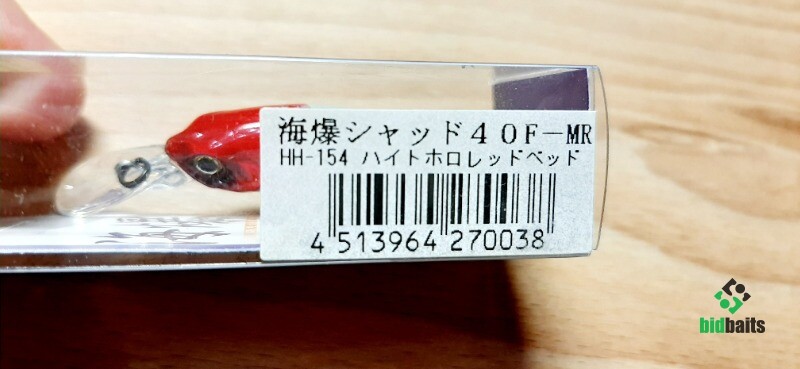 海爆シャッド40F-MR
HH-154 ハイトホロレッドベッド
4 513964 270038
bidbaits